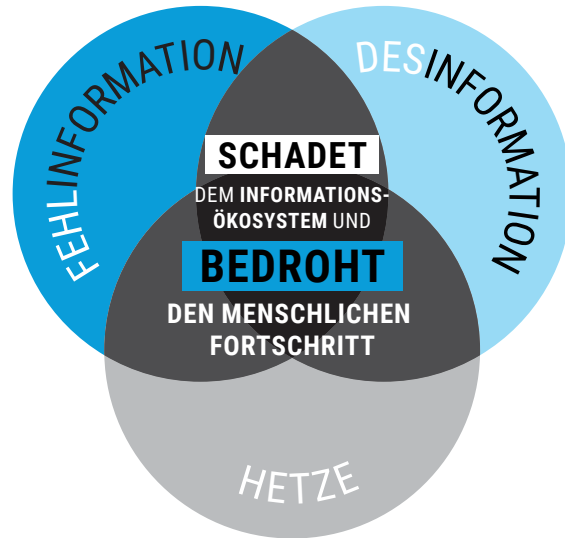 FEHLINFORMATION
DESINFORMATION
SCHADET
DEM INFORMATIONS-
ÖKOSYSTEM UND
BEDROHT
DEN MENSCHLICHEN
FORTSCHRITT
HETZE